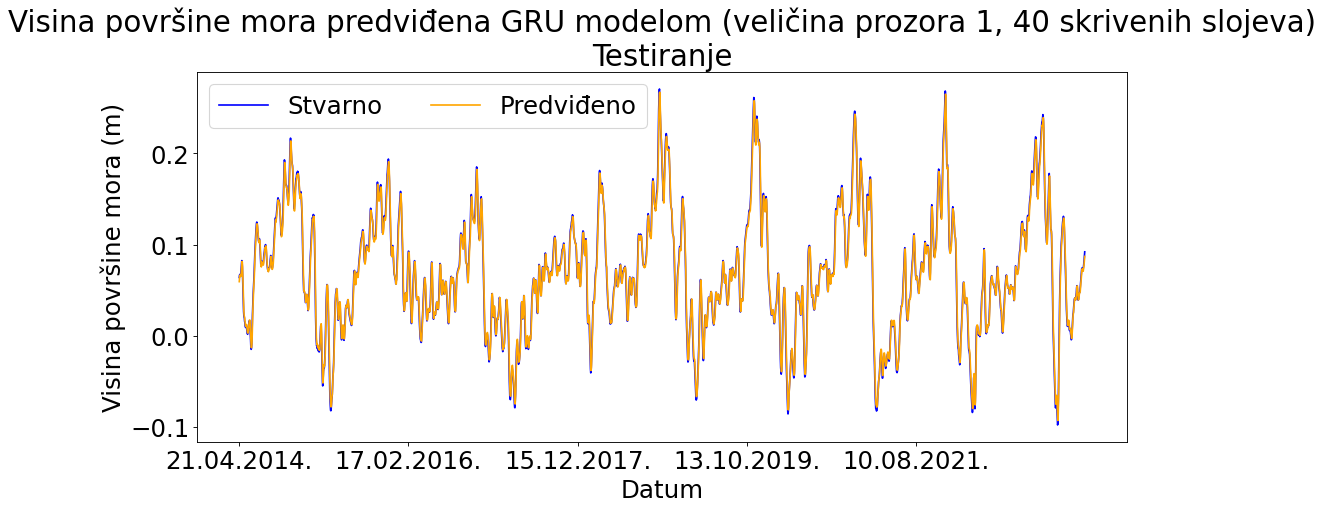 Visina površine mora predviđena GRU modelom (veličina prozora 1, 40 skrivenih slojeva)
Testiranje
Stvarno Predviđeno
Visina površine mora (m)
0.2
0.1
0.0
−0.1
21.04.2014. 17.02.2016. 15.12.2017. 13.10.2019. 10.08.2021.
Datum